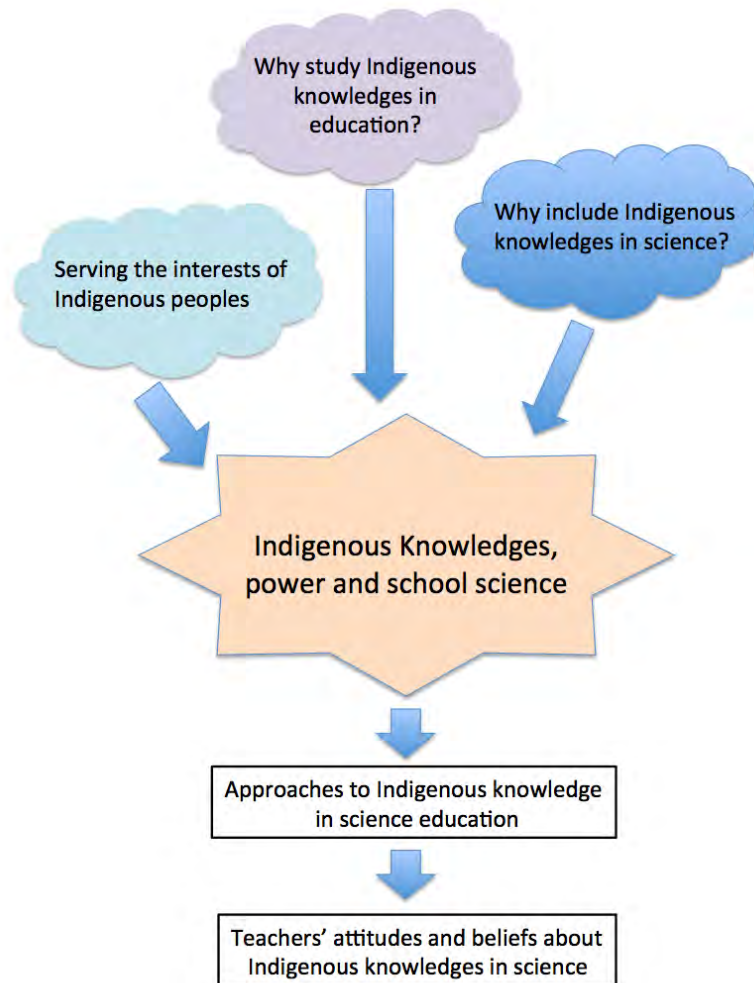 Why study Indigenous
knowledges in
education?
Why include Indigenous
knowledges in science?
Serving the interests of
Indigenous peoples
Indigenous Knowledges,
power and school science
Approaches to Indigenous knowledge
in science education
Teachers’ attitudes and beliefs about
Indigenous knowledges in science